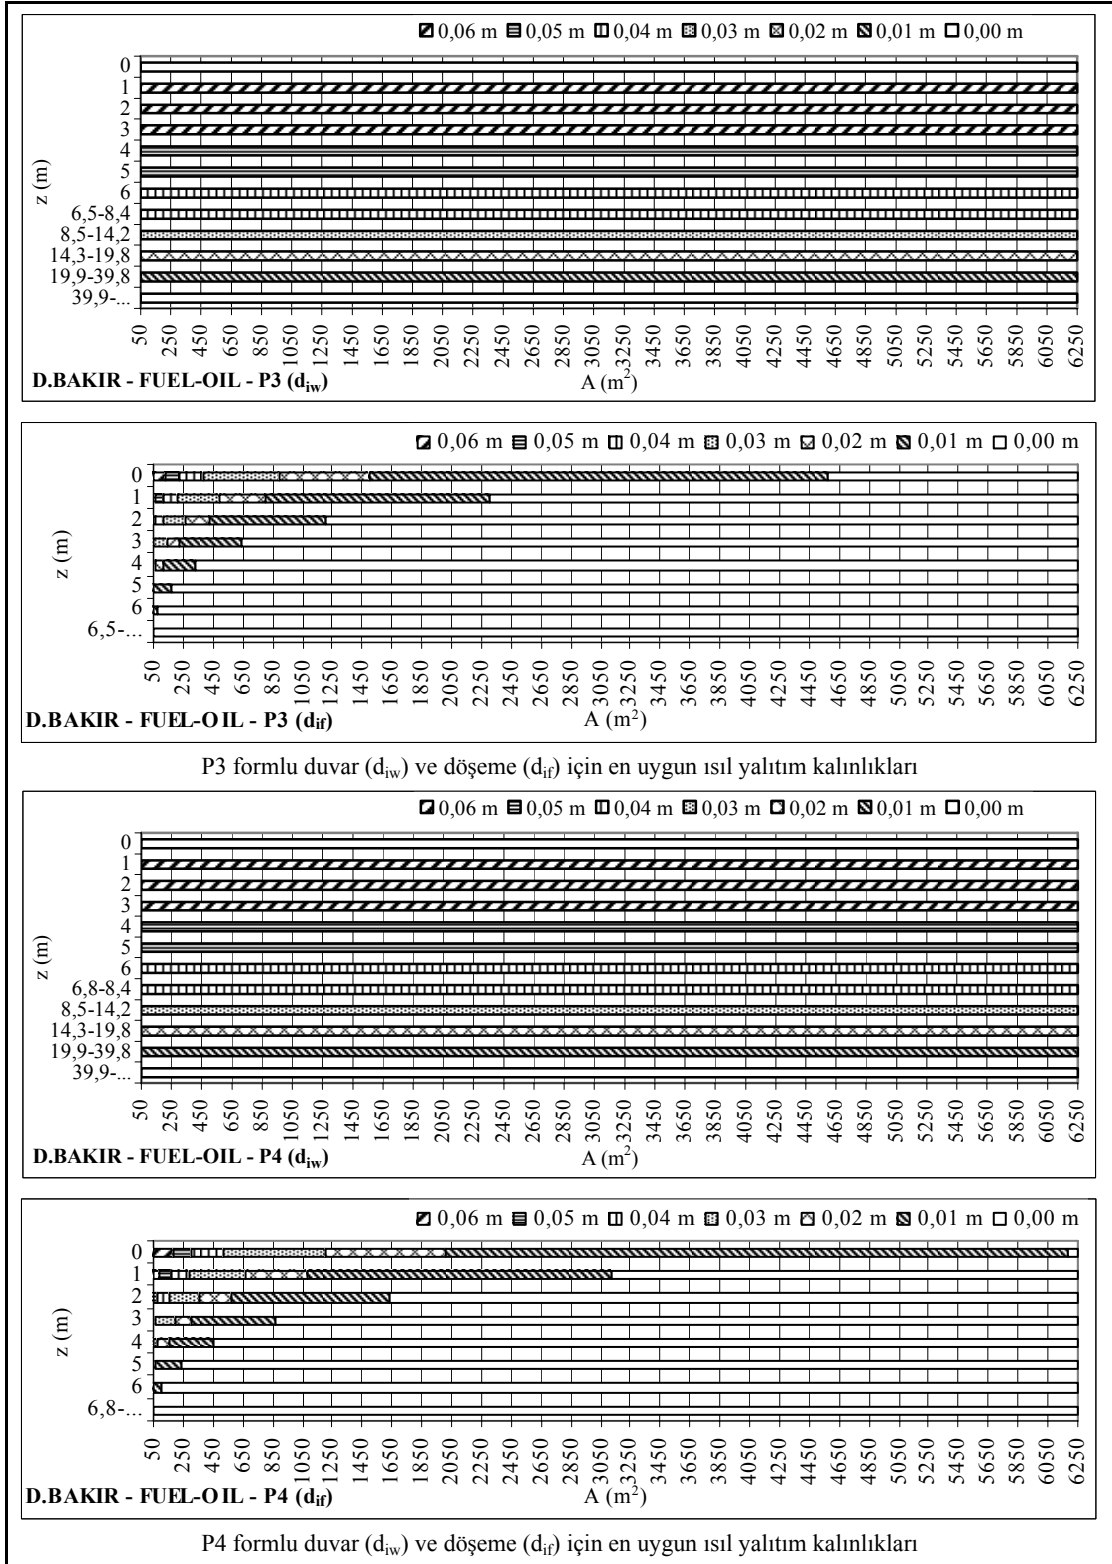 0,06 m 0,05 m 0,04 m 0,03 m 0,02 m 0,01 m 0,00 m
z (m)
0
1
2
3
4
5
6
6,5-8,4
8,5-14,2
14,3-19,8
19,9-39,8
39,9-...
50 250 450 650 850 1050 1250 1450 1650 1850 2050 2250 2450 2650 2850 3050 3250 3450 3650 3850 4050 4250 4450 4650 4850 5050 5250 5450 5650 5850 6050 6250
D.BAKIR - FUEL-OIL - P3 (diw) A (m²)
0,06 m 0,05 m 0,04 m 0,03 m 0,02 m 0,01 m 0,00 m
z (m)
0
1
2
3
4
5
6
6,5-...
50 250 450 650 850 1050 1250 1450 1650 1850 2050 2250 2450 2650 2850 3050 3250 3450 3650 3850 4050 4250 4450 4650 4850 5050 5250 5450 5650 5850 6050 6250
D.BAKIR - FUEL-OIL - P3 (dif) A (m²)
P3 formlu duvar (diw) ve döşeme (dif) için en uygun ısıl yalıtım kalınlıkları
0,06 m 0,05 m 0,04 m 0,03 m 0,02 m 0,01 m 0,00 m
z (m)
0
1
2
3
4
5
6
6,8-8,4
8,5-14,2
14,3-19,8
19,9-39,8
39,9-...
50 250 450 650 850 1050 1250 1450 1650 1850 2050 2250 2450 2650 2850 3050 3250 3450 3650 3850 4050 4250 4450 4650 4850 5050 5250 5450 5650 5850 6050 6250
D.BAKIR - FUEL-OIL - P4 (diw) A (m²)
0,06 m 0,05 m 0,04 m 0,03 m 0,02 m 0,01 m 0,00 m
z (m)
0
1
2
3
4
5
6
6,8-...
50 250 450 650 850 1050 1250 1450 1650 1850 2050 2250 2450 2650 2850 3050 3250 3450 3650 3850 4050 4250 4450 4650 4850 5050 5250 5450 5650 5850 6050 6250
D.BAKIR - FUEL-OIL - P4 (dif) A (m²)
P4 formlu duvar (diw) ve döşeme (dif) için en uygun ısıl yalıtım kalınlıkları